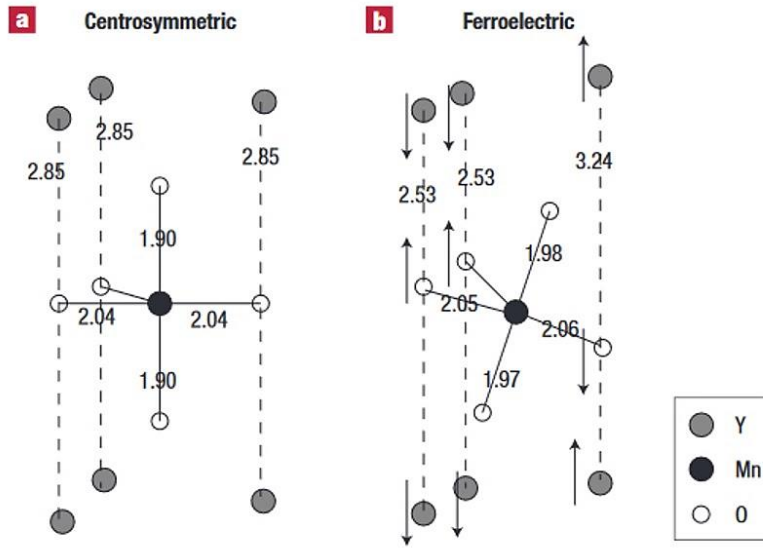 a Centrosymmetric
2.85
2.85
2.85
1.90
2.04
2.04
1.90
b Ferroelectric
2.53
2.53
3.24
1.98
2.05
2.06
1.97
Y
Mn
O